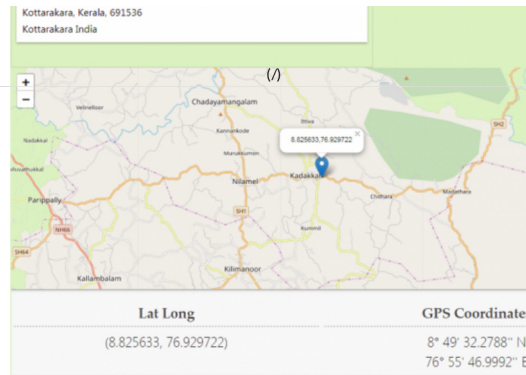 Kottarakara, Kerala, 691536
Kottarakara India
(/)
+
−
Chadayamangalam
Velinelloor
Ittiva
SH2
Kannankode
8.825633,76.929722
×
Nadakkal
Manakkumen
Nilamel
Kadakkal
Chithara
Madathara
Parippally
SH1
NH66
Kummil
SH64
Kilimanoor
Kallambalam
Lat Long
GPS Coordinate
(8.825633, 76.929722)
8° 49' 32.2788'' N
76° 55' 46.9992'' E